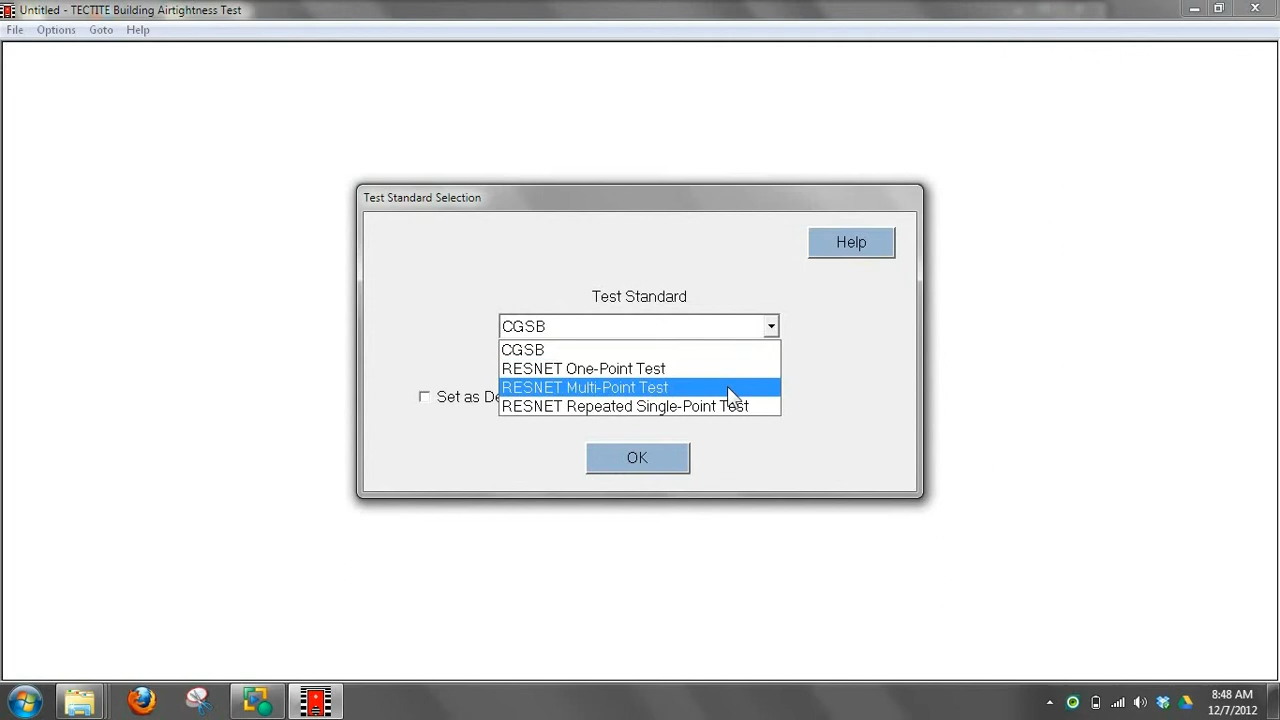 Untitled - TECTITE Building Airtightness Test
File Options Goto Help
Test Standard Selection
Help
Test Standard
CGSB
CGSB
RESNET One-Point Test
RESNET Multi-Point Test
Set as De
RESNET Repeated Single-Point Test
OK
8:48 AM
12/7/2012